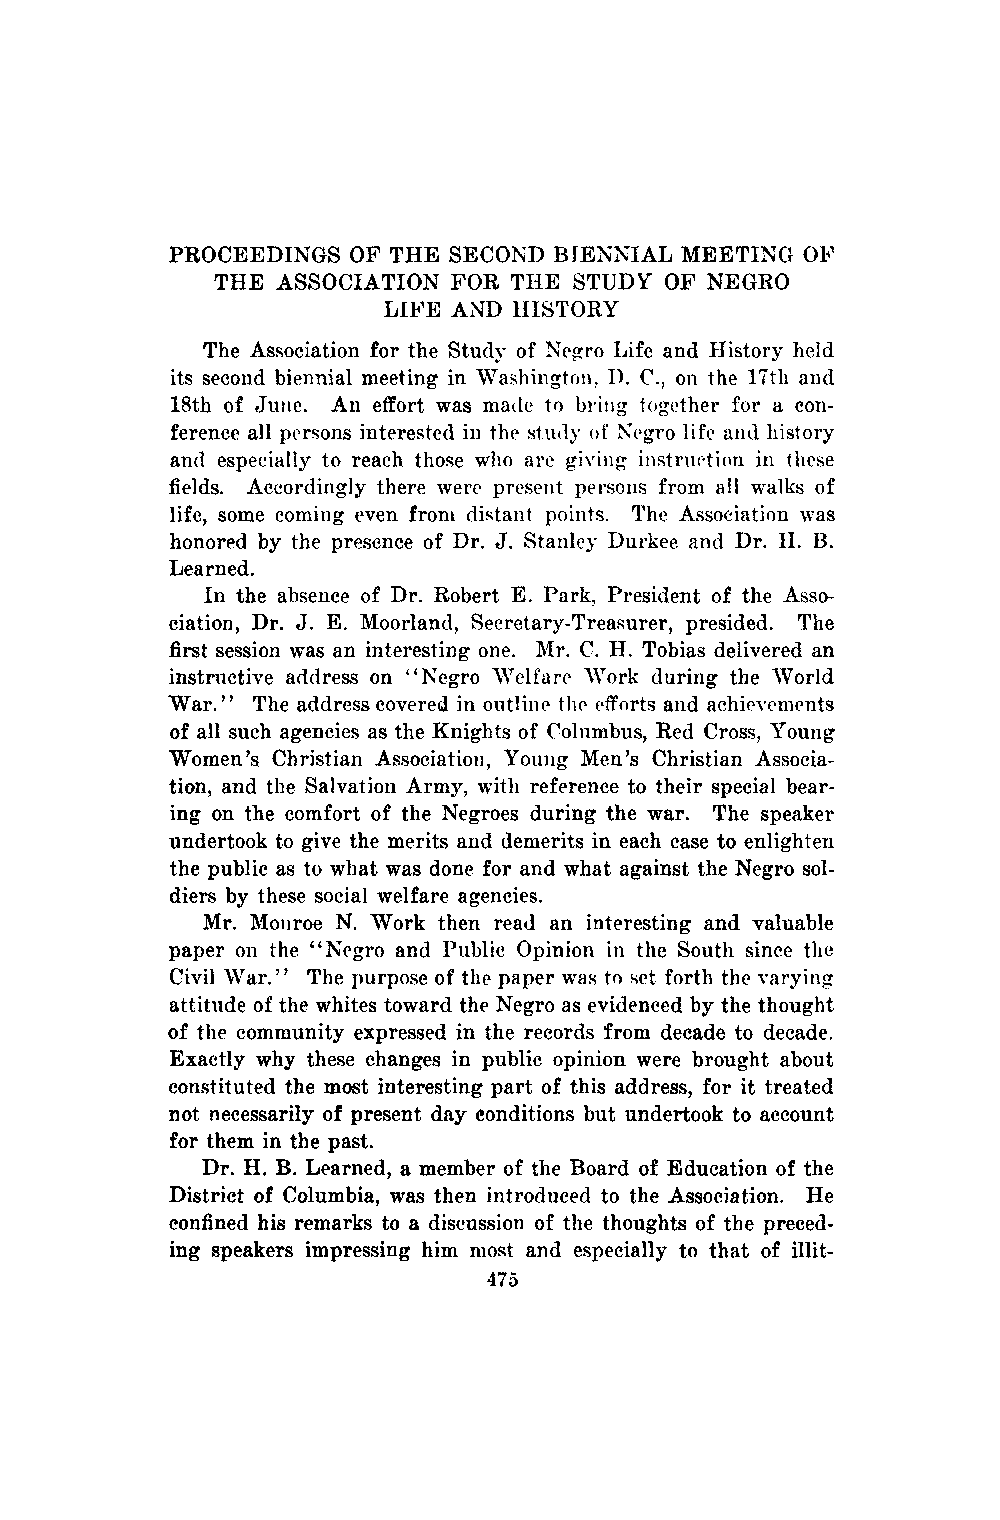 PROCEEDINGS OF THE SECOND BIENNIAL MEETING OF
THE ASSOCIATION FOR THE STUDY OF NEGRO
LIFE AND HISTORY
The Association for the Study of Negro Life and History held
its second biennial meeting in Washington, D. C., on the 17th and
18th of June. An effort was made to bring together for a con-
ference all persons interested in the study of Negro life and history
and especially to reach those who are giving instruction in these
fields. Accordingly there were present persons from all walks of
life, some coming even from distant points. The Association was
honored by the presence of Dr. J. Stanley Durkee and Dr. H. B.
Learned.
In the absence of Dr. Robert E. Park, President of the Asso-
ciation, Dr. J. E. Moorland, Secretary-Treasurer, presided. The
first session was an interesting one. Mr. C. H. Tobias delivered an
instructive address on "Negro Welfare Work during the World
War." The address covered in outline the efforts and achievements
of all such agencies as the Knights of Columbus, Red Cross, Young
Women's Christian Association, Young Men's Christian Associa-
tion, and the Salvation Army, with reference to their special bear-
ing on the comfort of the Negroes during the war. The speaker
undertook to give the merits and demerits in each case to enlighten
the public as to what was done for and what against the Negro sol-
diers by these social welfare agencies.
Mr. Monroe N. Work then read an interesting and valuable
paper on the "Negro and Public Opinion in the South since the
Civil War." The purpose of the paper was to set forth the varying
attitude of the whites toward the Negro as evidenced by the thought
of the community expressed in the records from decade to decade.
Exactly why these changes in public opinion were brought about
constituted the most interesting part of this address, for it treated
not necessarily of present day conditions but undertook to account
for them in the past.
Dr. H. B. Learned, a member of the Board of Education of the
District of Columbia, was then introduced to the Association. He
confined his remarks to a discussion of the thoughts of the preced-
ing speakers impressing him most and especially to that of illit-
475